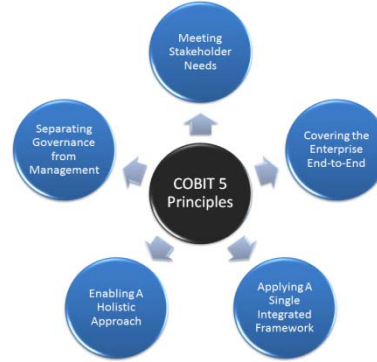 Meeting
Stakeholder
Needs
Separating
Governance
from
Management
Covering the
Enterprise
End-to-End
COBIT 5
Principles
Enabling A
Holistic
Approach
Applying A
Single
Integrated
Framework